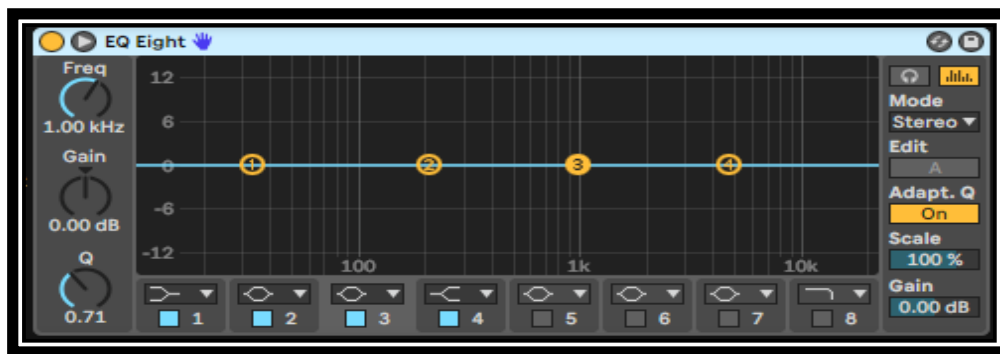 EQ Eight
Freq
1.00 kHz
Gain
0.00 dB
Q
0.71
12
6
0
-6
-12
100
1k
10k
1
2
3
4
1
2
3
4
5
6
7
8
Mode
Stereo
Edit
A
Adapt. Q
On
Scale
100 %
Gain
0.00 dB